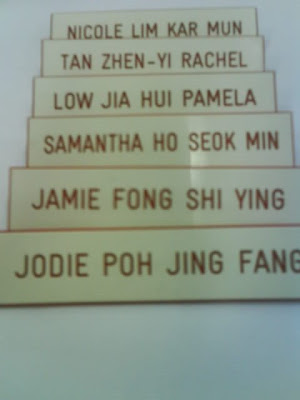 NICOLE LIM KAR MUN
TAN ZHEN-YI RACHEL
LOW JIA HUI PAMELA
SAMANTHA HO SEOK MIN
JAMIE FONG SHI YING
JODIE POH JING FANG